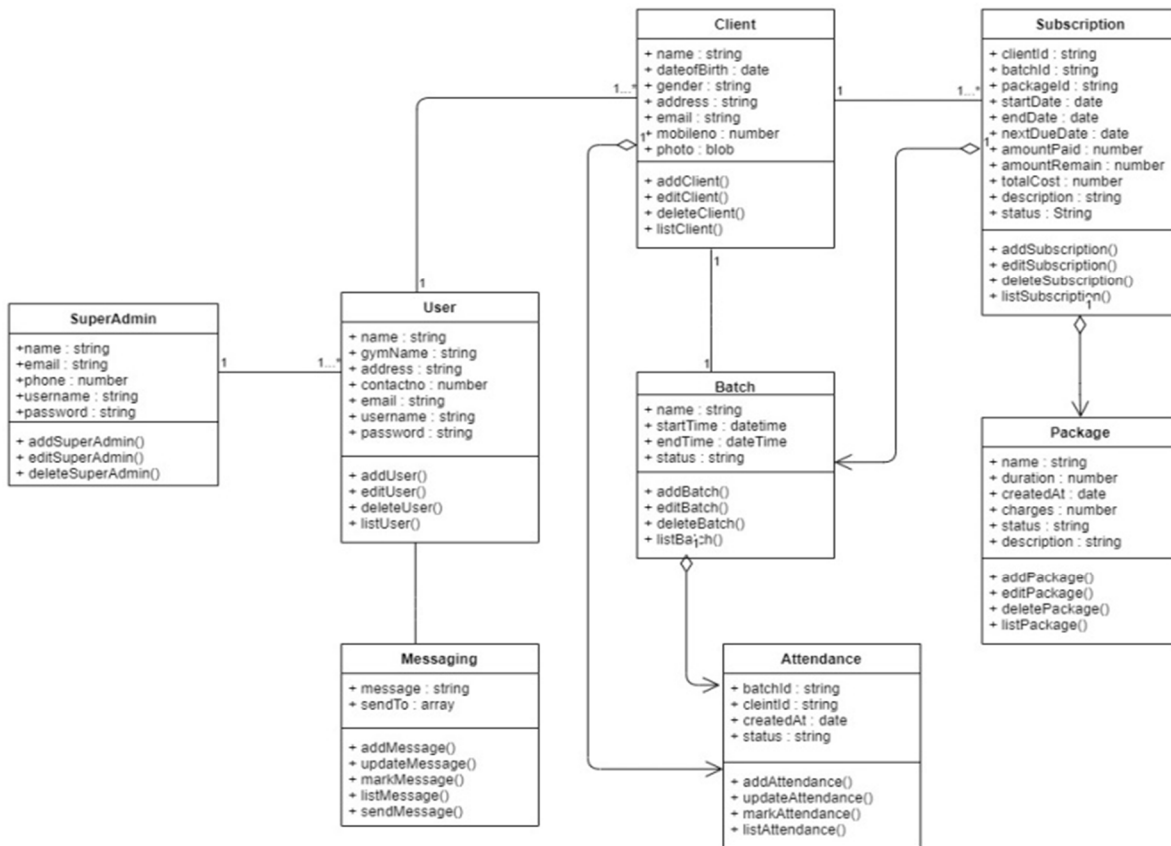 Client
+ name : string
+ dateofBirth : date
+ gender : string
+ address : string
+ email : string
+ mobileno : number
+ photo : blob
+ addClient()
+ editClient()
+ deleteClient()
+ listClient()
Subscription
+ clientId : string
+ batchId : string
+ packageId : string
+ startDate : date
+ endDate : date
+ nextDueDate : date
+ amountPaid : number
+ amountRemain : number
+ totalCost : number
+ description : string
+ status : String
+ addSubscription()
+ editSubscription()
+ deleteSubscription()
+ listSubscription()
1...*
1
1...*
1
1
1
1
1
SuperAdmin
+name : string
+email : string
+phone : number
+username : string
+password : string
+ addSuperAdmin()
+ editSuperAdmin()
+ deleteSuperAdmin()
1
1...*
User
+ name : string
+ gymName : string
+ address : string
+ contactno : number
+ email : string
+ username : string
+ password : string
+ addUser()
+ editUser()
+ deleteUser()
+ listUser()
1
Batch
+ name : string
+ startTime : datetime
+ endTime : dateTime
+ status : string
+ addBatch()
+ editBatch()
+ deleteBatch()
+ listBatch()
1
Package
+ name : string
+ duration : number
+ createdAt : date
+ charges : number
+ status : string
+ description : string
+ addPackage()
+ editPackage()
+ deletePackage()
+ listPackage()
Messaging
+ message : string
+ sendTo : array
+ addMessage()
+ updateMessage()
+ markMessage()
+ listMessage()
+ sendMessage()
Attendance
+ batchId : string
+ cleintId : string
+ createdAt : date
+ status : string
+ addAttendance()
+ updateAttendance()
+ markAttendance()
+ listAttendance()